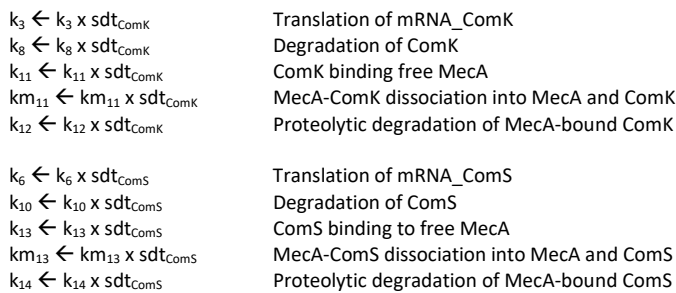 k₃ ← k₃ x sdt_ComK Translation of mRNA_ComK
k₈ ← k₈ x sdt_ComK Degradation of ComK
k₁₁ ← k₁₁ x sdt_ComK ComK binding free MecA
km₁₁ ← km₁₁ x sdt_ComK MecA-ComK dissociation into MecA and ComK
k₁₂ ← k₁₂ x sdt_ComK Proteolytic degradation of MecA-bound ComK
k₆ ← k₆ x sdt_ComS Translation of mRNA_ComS
k₁₀ ← k₁₀ x sdt_ComS Degradation of ComS
k₁₃ ← k₁₃ x sdt_ComS ComS binding to free MecA
km₁₃ ← km₁₃ x sdt_ComS MecA-ComS dissociation into MecA and ComS
k₁₄ ← k₁₄ x sdt_ComS Proteolytic degradation of MecA-bound ComS